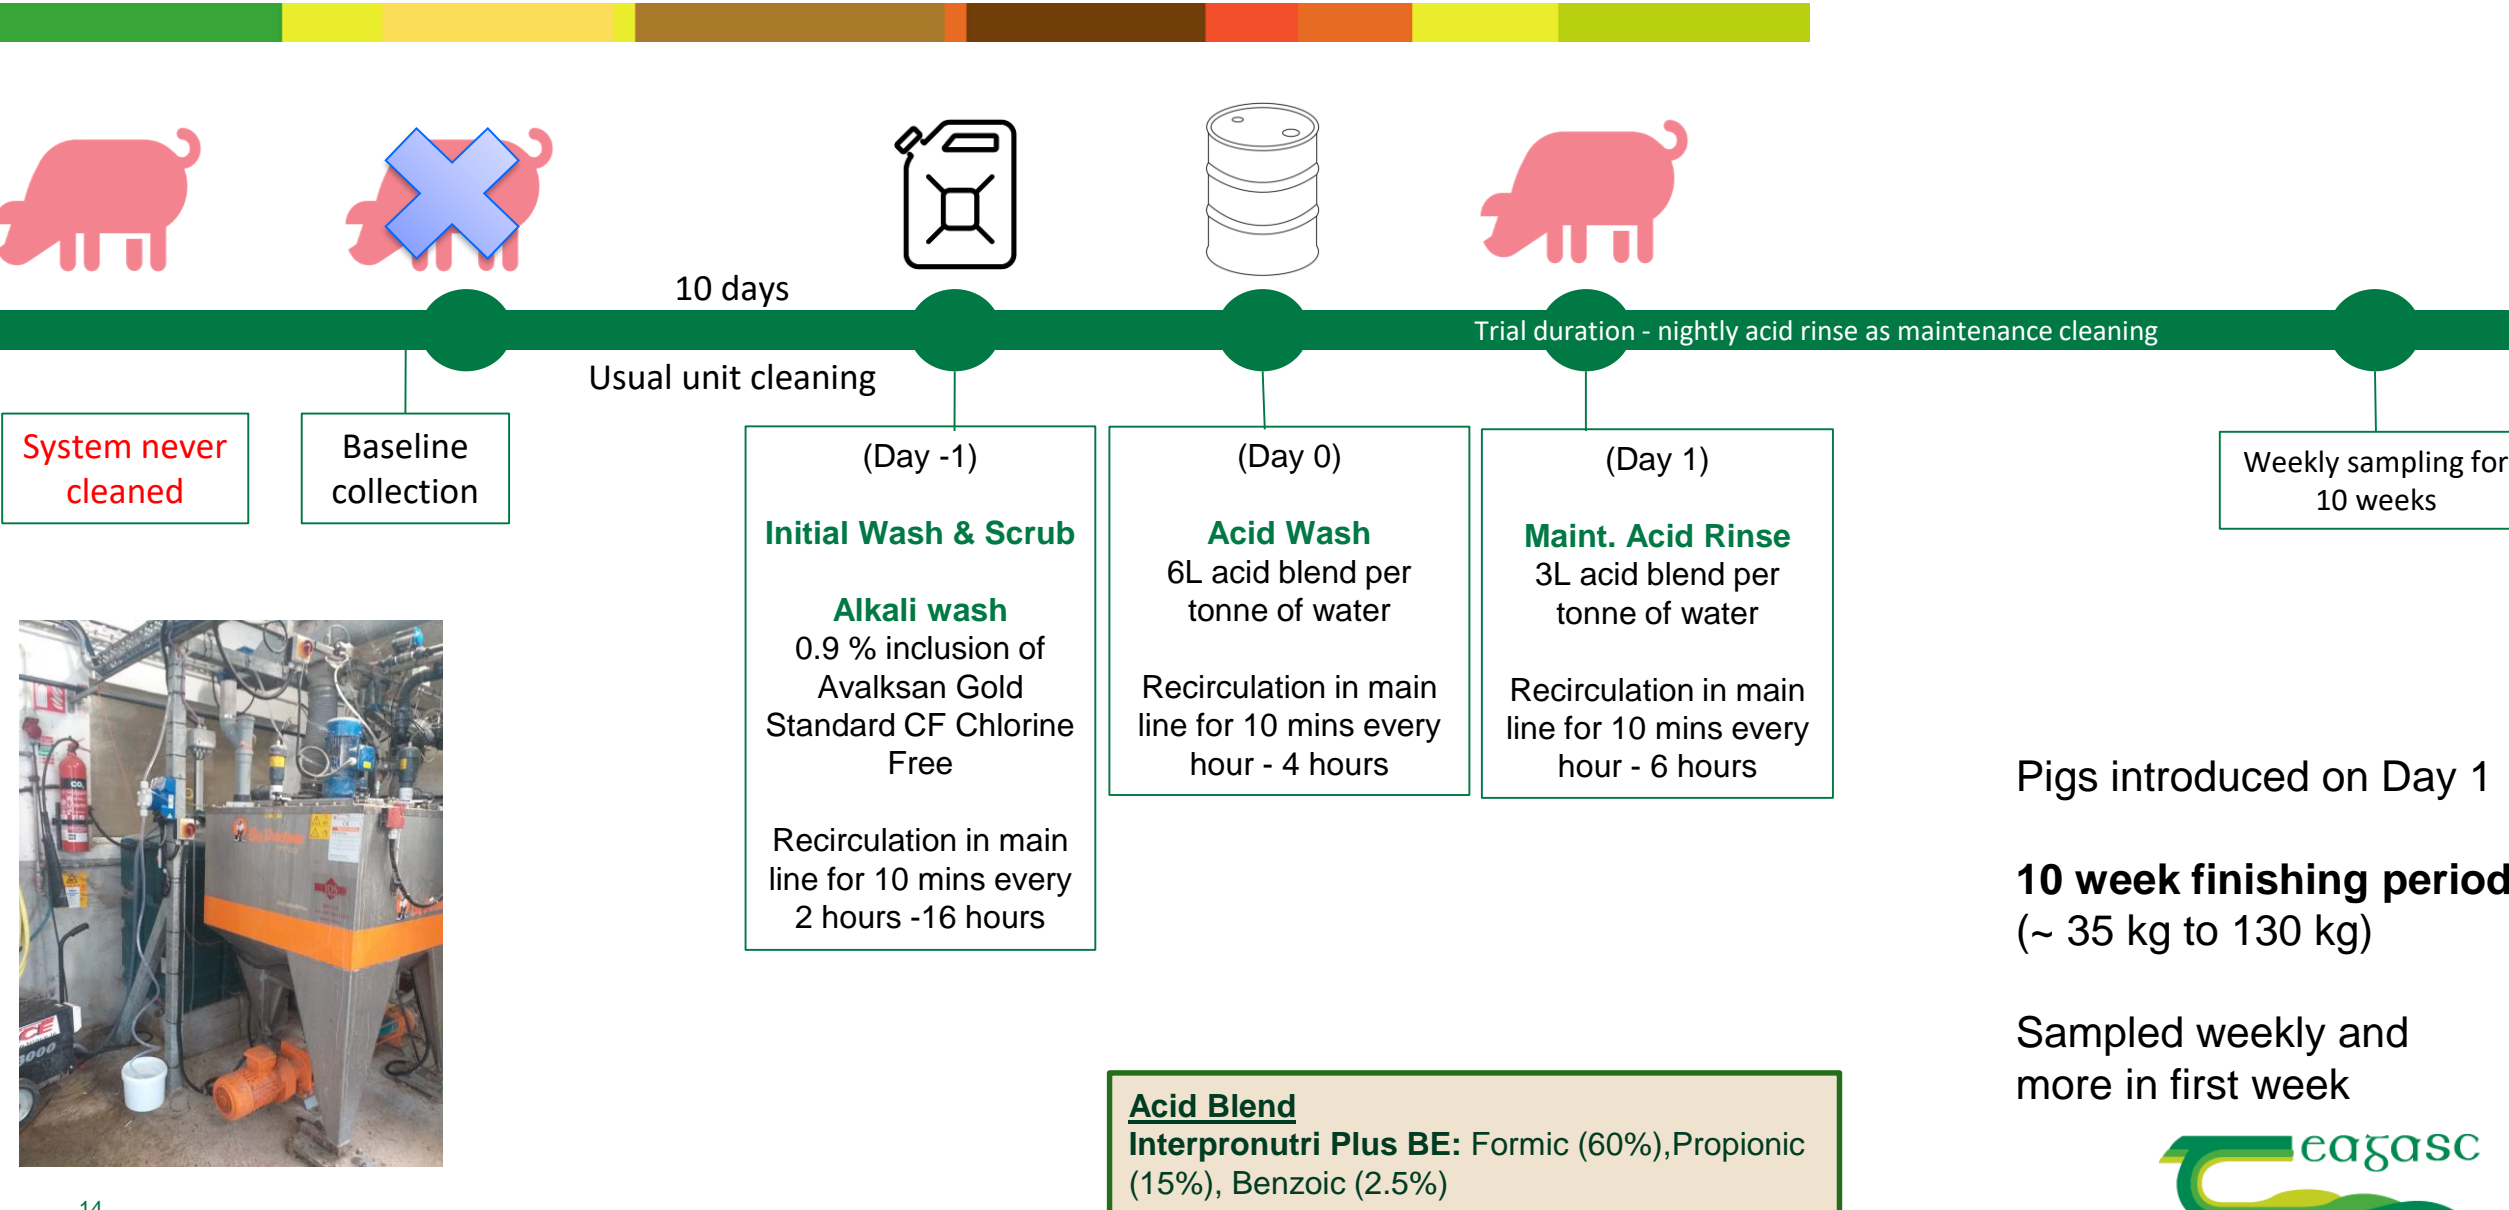 10 days
Trial duration - nightly acid rinse as maintenance cleaning
Usual unit cleaning
System never
cleaned
Baseline
collection
(Day -1)
Initial Wash & Scrub
Alkali wash
0.9 % inclusion of
Avalksan Gold
Standard CF Chlorine
Free
Recirculation in main
line for 10 mins every
2 hours -16 hours
(Day 0)
Acid Wash
6L acid blend per
tonne of water
Recirculation in main
line for 10 mins every
hour - 4 hours
(Day 1)
Maint. Acid Rinse
3L acid blend per
tonne of water
Recirculation in main
line for 10 mins every
hour - 6 hours
Weekly sampling for
10 weeks
Pigs introduced on Day 1
10 week finishing period
(~ 35 kg to 130 kg)
Sampled weekly and
more in first week
Acid Blend
Interpronutri Plus BE: Formic (60%),Propionic
(15%), Benzoic (2.5%)
eagasc
14